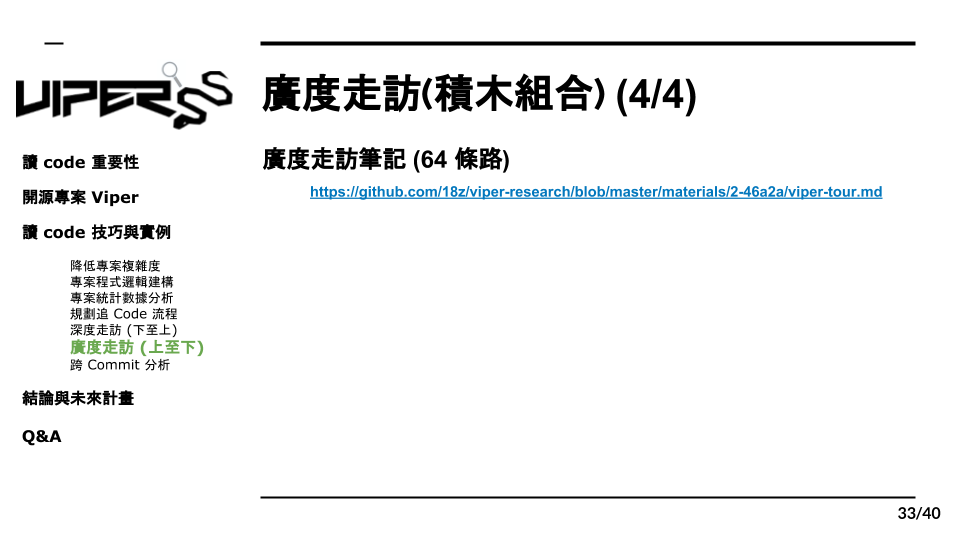 VIPER
讀 code 重要性
開源專案 Viper
讀 code 技巧與實例
降低專案複雜度
專案程式邏輯建構
專案統計數據分析
規劃追 Code 流程
深度走訪 (下至上)
廣度走訪 (上至下)
跨 Commit 分析
結論與未來計畫
Q&A
廣度走訪(積木組合) (4/4)
廣度走訪筆記 (64 條路)
https://github.com/18z/viper-research/blob/master/materials/2-46a2a/viper-tour.md
33/40